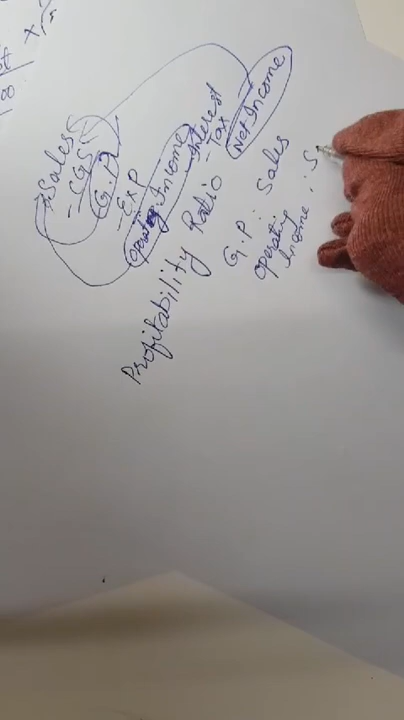 Sales
- CGS
G.P
- EXP
Operating Income
- Interest
- Tax
Net Income
Profitability Ratio
G.P : Sales
Operating
Income : S